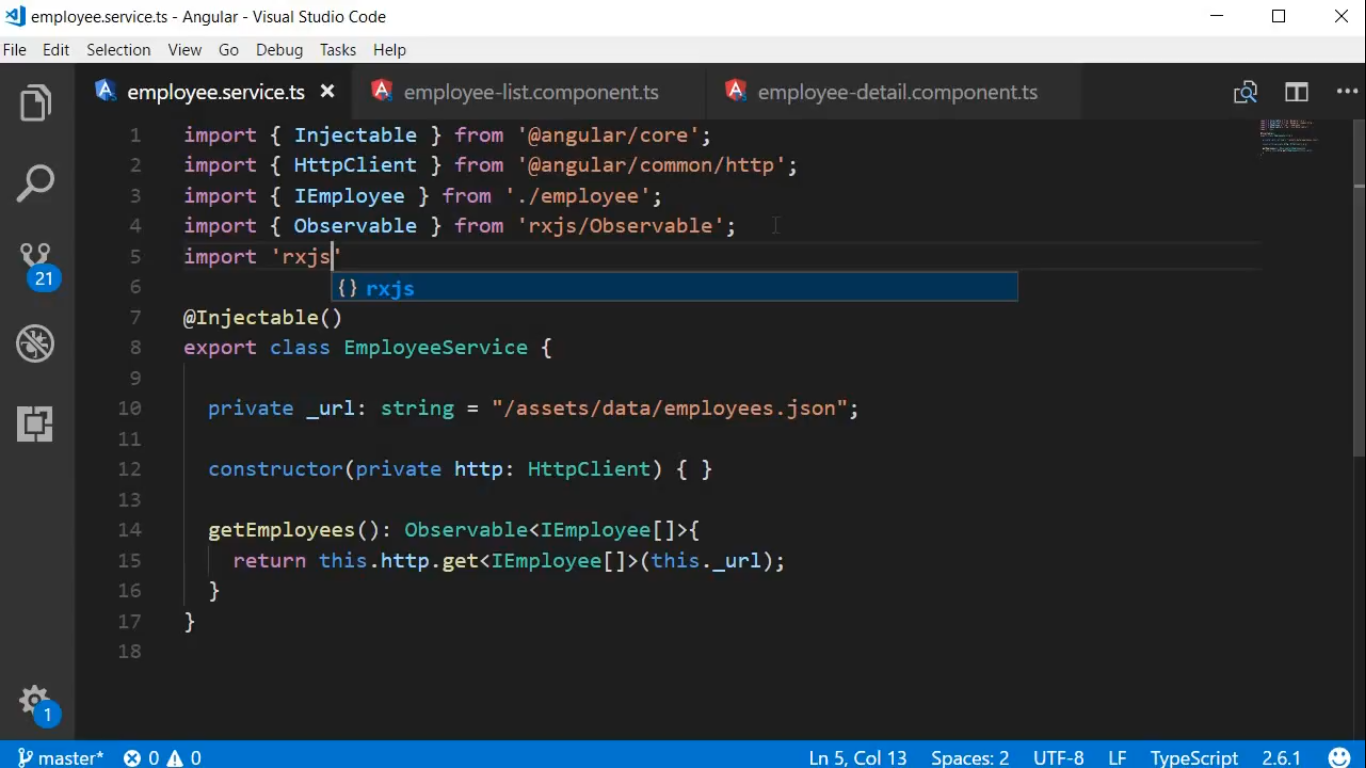 employee.service.ts - Angular - Visual Studio Code
File Edit Selection View Go Debug Tasks Help
employee.service.ts employee-list.component.ts employee-detail.component.ts
1 import { Injectable } from '@angular/core';
2 import { HttpClient } from '@angular/common/http';
3 import { IEmployee } from './employee';
4 import { Observable } from 'rxjs/Observable';
5 import 'rxjs'
6 {} rxjs
7 @Injectable()
8 export class EmployeeService {
9
10 private _url: string = "/assets/data/employees.json";
11
12 constructor(private http: HttpClient) { }
13
14 getEmployees(): Observable<IEmployee[]>{
15 return this.http.get<IEmployee[]>(this._url);
16 }
17 }
18
21
1
master* 0 0 Ln 5, Col 13 Spaces: 2 UTF-8 LF TypeScript 2.6.1